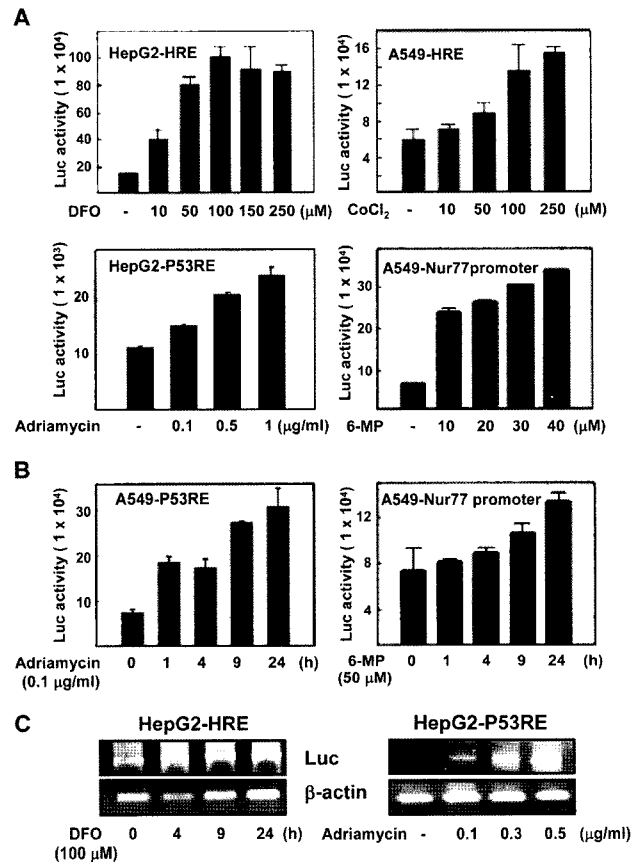 A
HepG2-HRE
Luc activity ( 1 x 10⁴)
100
80
60
40
20
DFO - 10 50 100 150 250 (μM)
A549-HRE
Luc activity ( 1 x 10⁴)
16
12
8
4
CoCl₂ - 10 50 100 250 (μM)
HepG2-P53RE
Luc activity ( 1 x 10³)
20
10
Adriamycin - 0.1 0.5 1 (μg/ml)
A549-Nur77promoter
Luc activity ( 1 x 10⁴)
30
20
10
6-MP - 10 20 30 40 (μM)
B
A549-P53RE
Luc activity ( 1 x 10⁴)
30
20
10
Adriamycin 0 1 4 9 24 (h)
(0.1 μg/ml)
A549-Nur77 promoter
Luc activity ( 1 x 10⁴)
12
8
4
6-MP 0 1 4 9 24 (h)
(50 μM)
C
HepG2-HRE
HepG2-P53RE
Luc
β-actin
DFO 0 4 9 24 (h)
(100 μM)
Adriamycin - 0.1 0.3 0.5 (μg/ml)